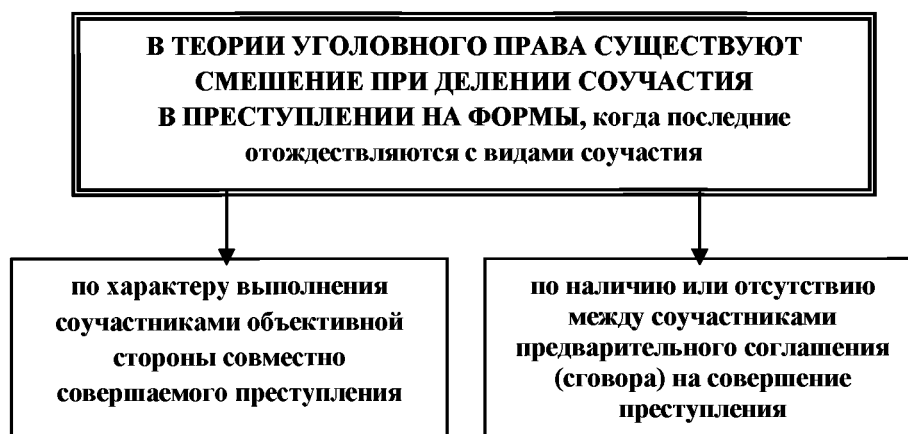 В ТЕОРИИ УГОЛОВНОГО ПРАВА СУЩЕСТВУЮТ
СМЕШЕНИЕ ПРИ ДЕЛЕНИИ СОУЧАСТИЯ
В ПРЕСТУПЛЕНИИ НА ФОРМЫ, когда последние
отождествляются с видами соучастия
по характеру выполнения
соучастниками объективной
стороны совместно
совершаемого преступления
по наличию или отсутствию
между соучастниками
предварительного соглашения
(сговора) на совершение
преступления